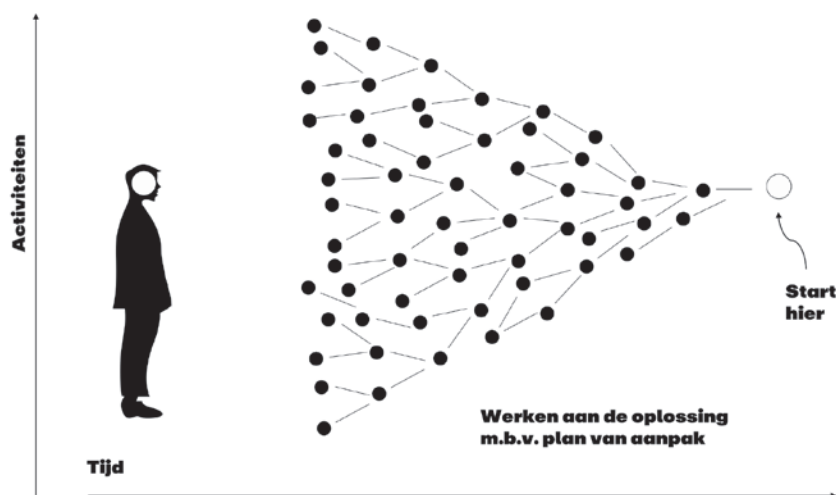 Activiteiten
Start
hier
Werken aan de oplossing
m.b.v. plan van aanpak
Tijd